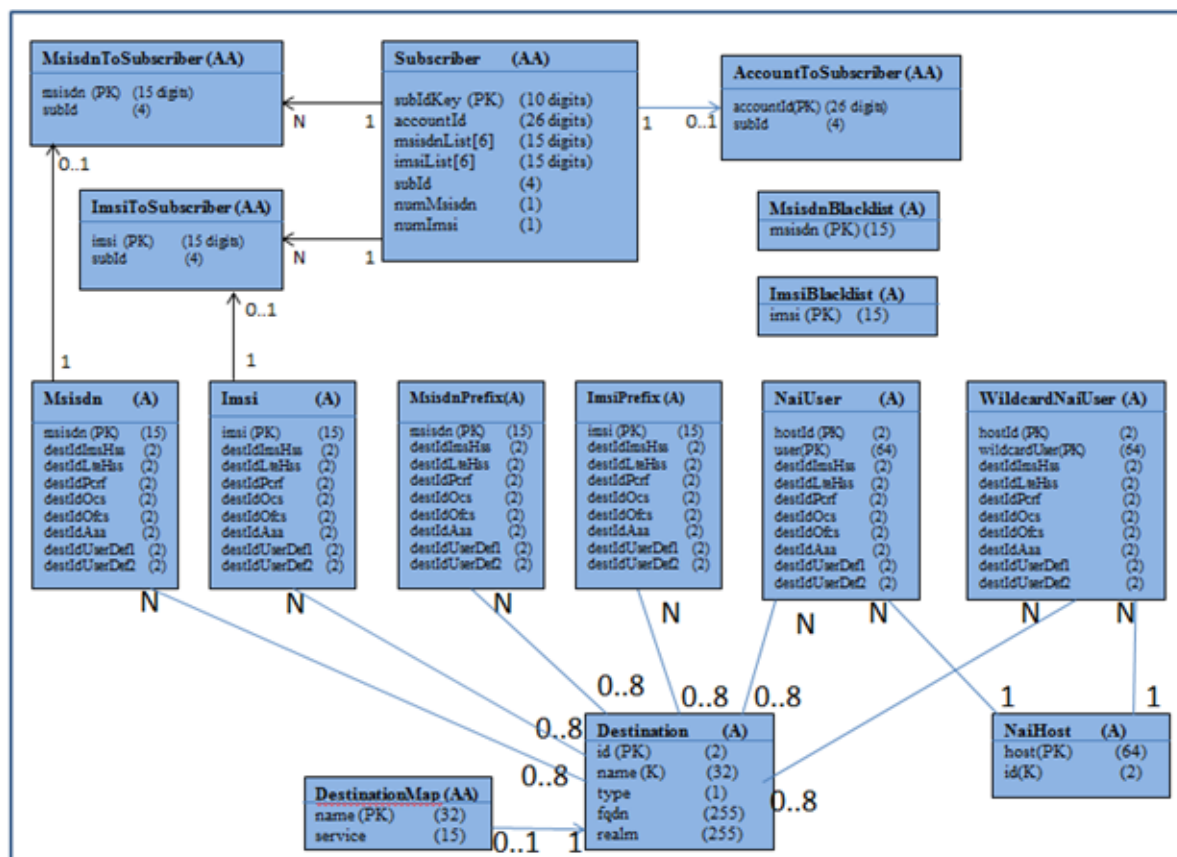 MsisdnToSubscriber (AA)
msisdn (PK) (15 digits)
subId (4)
Subscriber (AA)
subIdKey (PK) (10 digits)
accountId (26 digits)
msisdnList[6] (15 digits)
imsiList[6] (15 digits)
subId (4)
numMsisdn (1)
numImsi (1)
AccountToSubscriber (AA)
accountId(PK) (26 digits)
subId (4)
N 1
1 0..1
0..1
ImsiToSubscriber (AA)
imsi (PK) (15 digits)
subId (4)
N 1
MsisdnBlacklist (A)
msisdn (PK) (15)
ImsiBlacklist (A)
imsi (PK) (15)
0..1
1 1
Msisdn (A)
msisdn (PK) (15)
destIdImsHss (2)
destIdLteHss (2)
destIdPcrf (2)
destIdOcs (2)
destIdOfcs (2)
destIdAaa (2)
destIdUserDef1 (2)
destIdUserDef2 (2)
Imsi (A)
imsi (PK) (15)
destIdImsHss (2)
destIdLteHss (2)
destIdPcrf (2)
destIdOcs (2)
destIdOfcs (2)
destIdAaa (2)
destIdUserDef1 (2)
destIdUserDef2 (2)
MsisdnPrefix(A)
msisdn (PK) (15)
destIdImsHss (2)
destIdLteHss (2)
destIdPcrf (2)
destIdOcs (2)
destIdOfcs (2)
destIdAaa (2)
destIdUserDef1 (2)
destIdUserDef2 (2)
ImsiPrefix (A)
imsi (PK) (15)
destIdImsHss (2)
destIdLteHss (2)
destIdPcrf (2)
destIdOcs (2)
destIdOfcs (2)
destIdAaa (2)
destIdUserDef1 (2)
destIdUserDef2 (2)
NaiUser (A)
hostId (PK) (2)
user(PK) (64)
destIdImsHss (2)
destIdLteHss (2)
destIdPcrf (2)
destIdOcs (2)
destIdOfcs (2)
destIdAaa (2)
destIdUserDef1 (2)
destIdUserDef2 (2)
WildcardNaiUser (A)
hostId (PK) (2)
wildcardUser(PK) (64)
destIdImsHss (2)
destIdLteHss (2)
destIdPcrf (2)
destIdOcs (2)
destIdOfcs (2)
destIdAaa (2)
destIdUserDef1 (2)
destIdUserDef2 (2)
N N N N N N N N
0..8 0..8 0..8 1 1
0..8
0..8
0..8
Destination (A)
id (PK) (2)
name (K) (32)
type (1)
fqdn (255)
realm (255)
NaiHost (A)
host(PK) (64)
id(K) (2)
DestinationMap (AA)
name (PK) (32)
service (15)
0..1 1